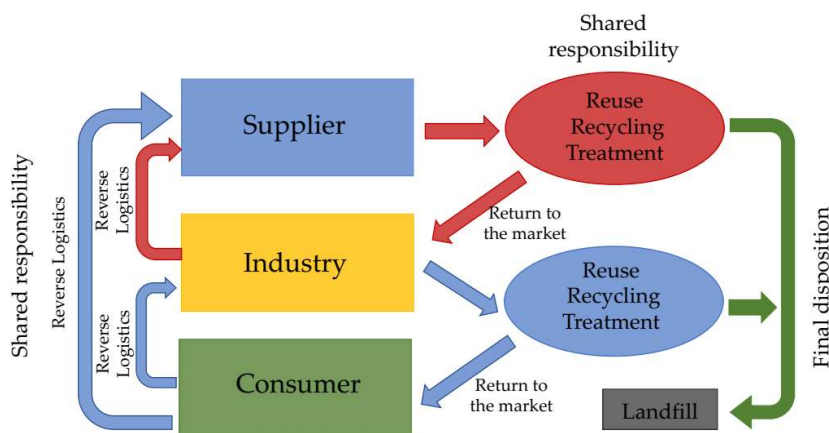 Shared
responsibility
Supplier
Reuse
Recycling
Treatment
Shared responsibility
Reverse Logistics
Reverse
Logistics
Return to
the market
Industry
Reuse
Recycling
Treatment
Final disposition
Reverse
Logistics
Consumer
Return to
the market
Landfill